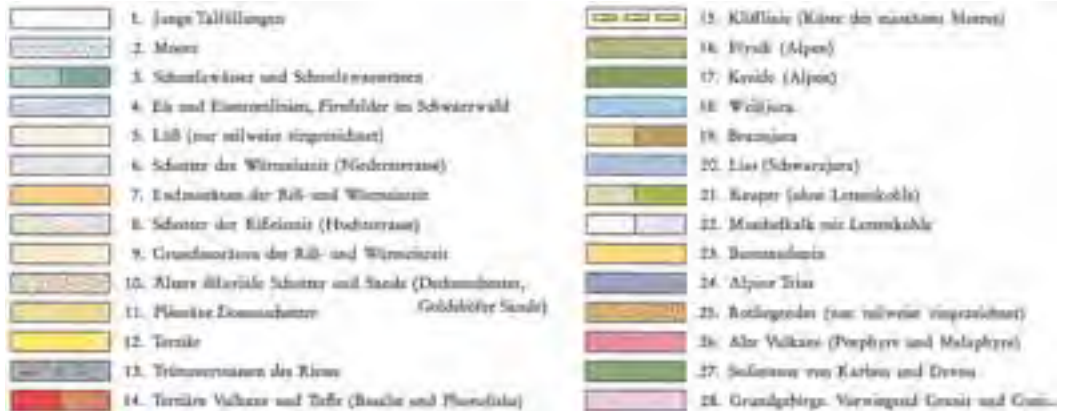 1. Junge Talfüllungen
2. Moore
3. Schmelzwässer und Schmelzwasserseen
4. Eis und Eisstromlinien, Firnfelder im Schwarzwald
5. Löß (nur teilweise eingezeichnet)
6. Schotter der Würmeiszeit (Niederterrasse)
7. Endmoränen der Riß- und Würmeiszeit
8. Schotter der Rißeiszeit (Hochterrasse)
9. Grundmoränen der Riß- und Würmeiszeit
10. Ältere diluviale Schotter und Sande (Deckenschotter,
Goldshöfer Sande)
11. Pliozäne Donauschotter
12. Tertiär
13. Trümmermassen des Rieses
14. Tertiäre Vulkane und Tuffe (Basalte und Phonolithe)
15. Klifflinie (Küste des miozänen Meeres)
16. Flysch (Alpen)
17. Kreide (Alpen)
18. Weißjura
19. Braunjura
20. Lias (Schwarzjura)
21. Keuper (ohne Lettenkohle)
22. Muschelkalk mit Lettenkohle
23. Buntsandstein
24. Alpine Trias
25. Rotliegendes (nur teilweise eingezeichnet)
26. Alte Vulkane (Porphyre und Melaphyre)
27. Sedimente von Karbon und Devon
28. Grundgebirge. Vorwiegend Granit und